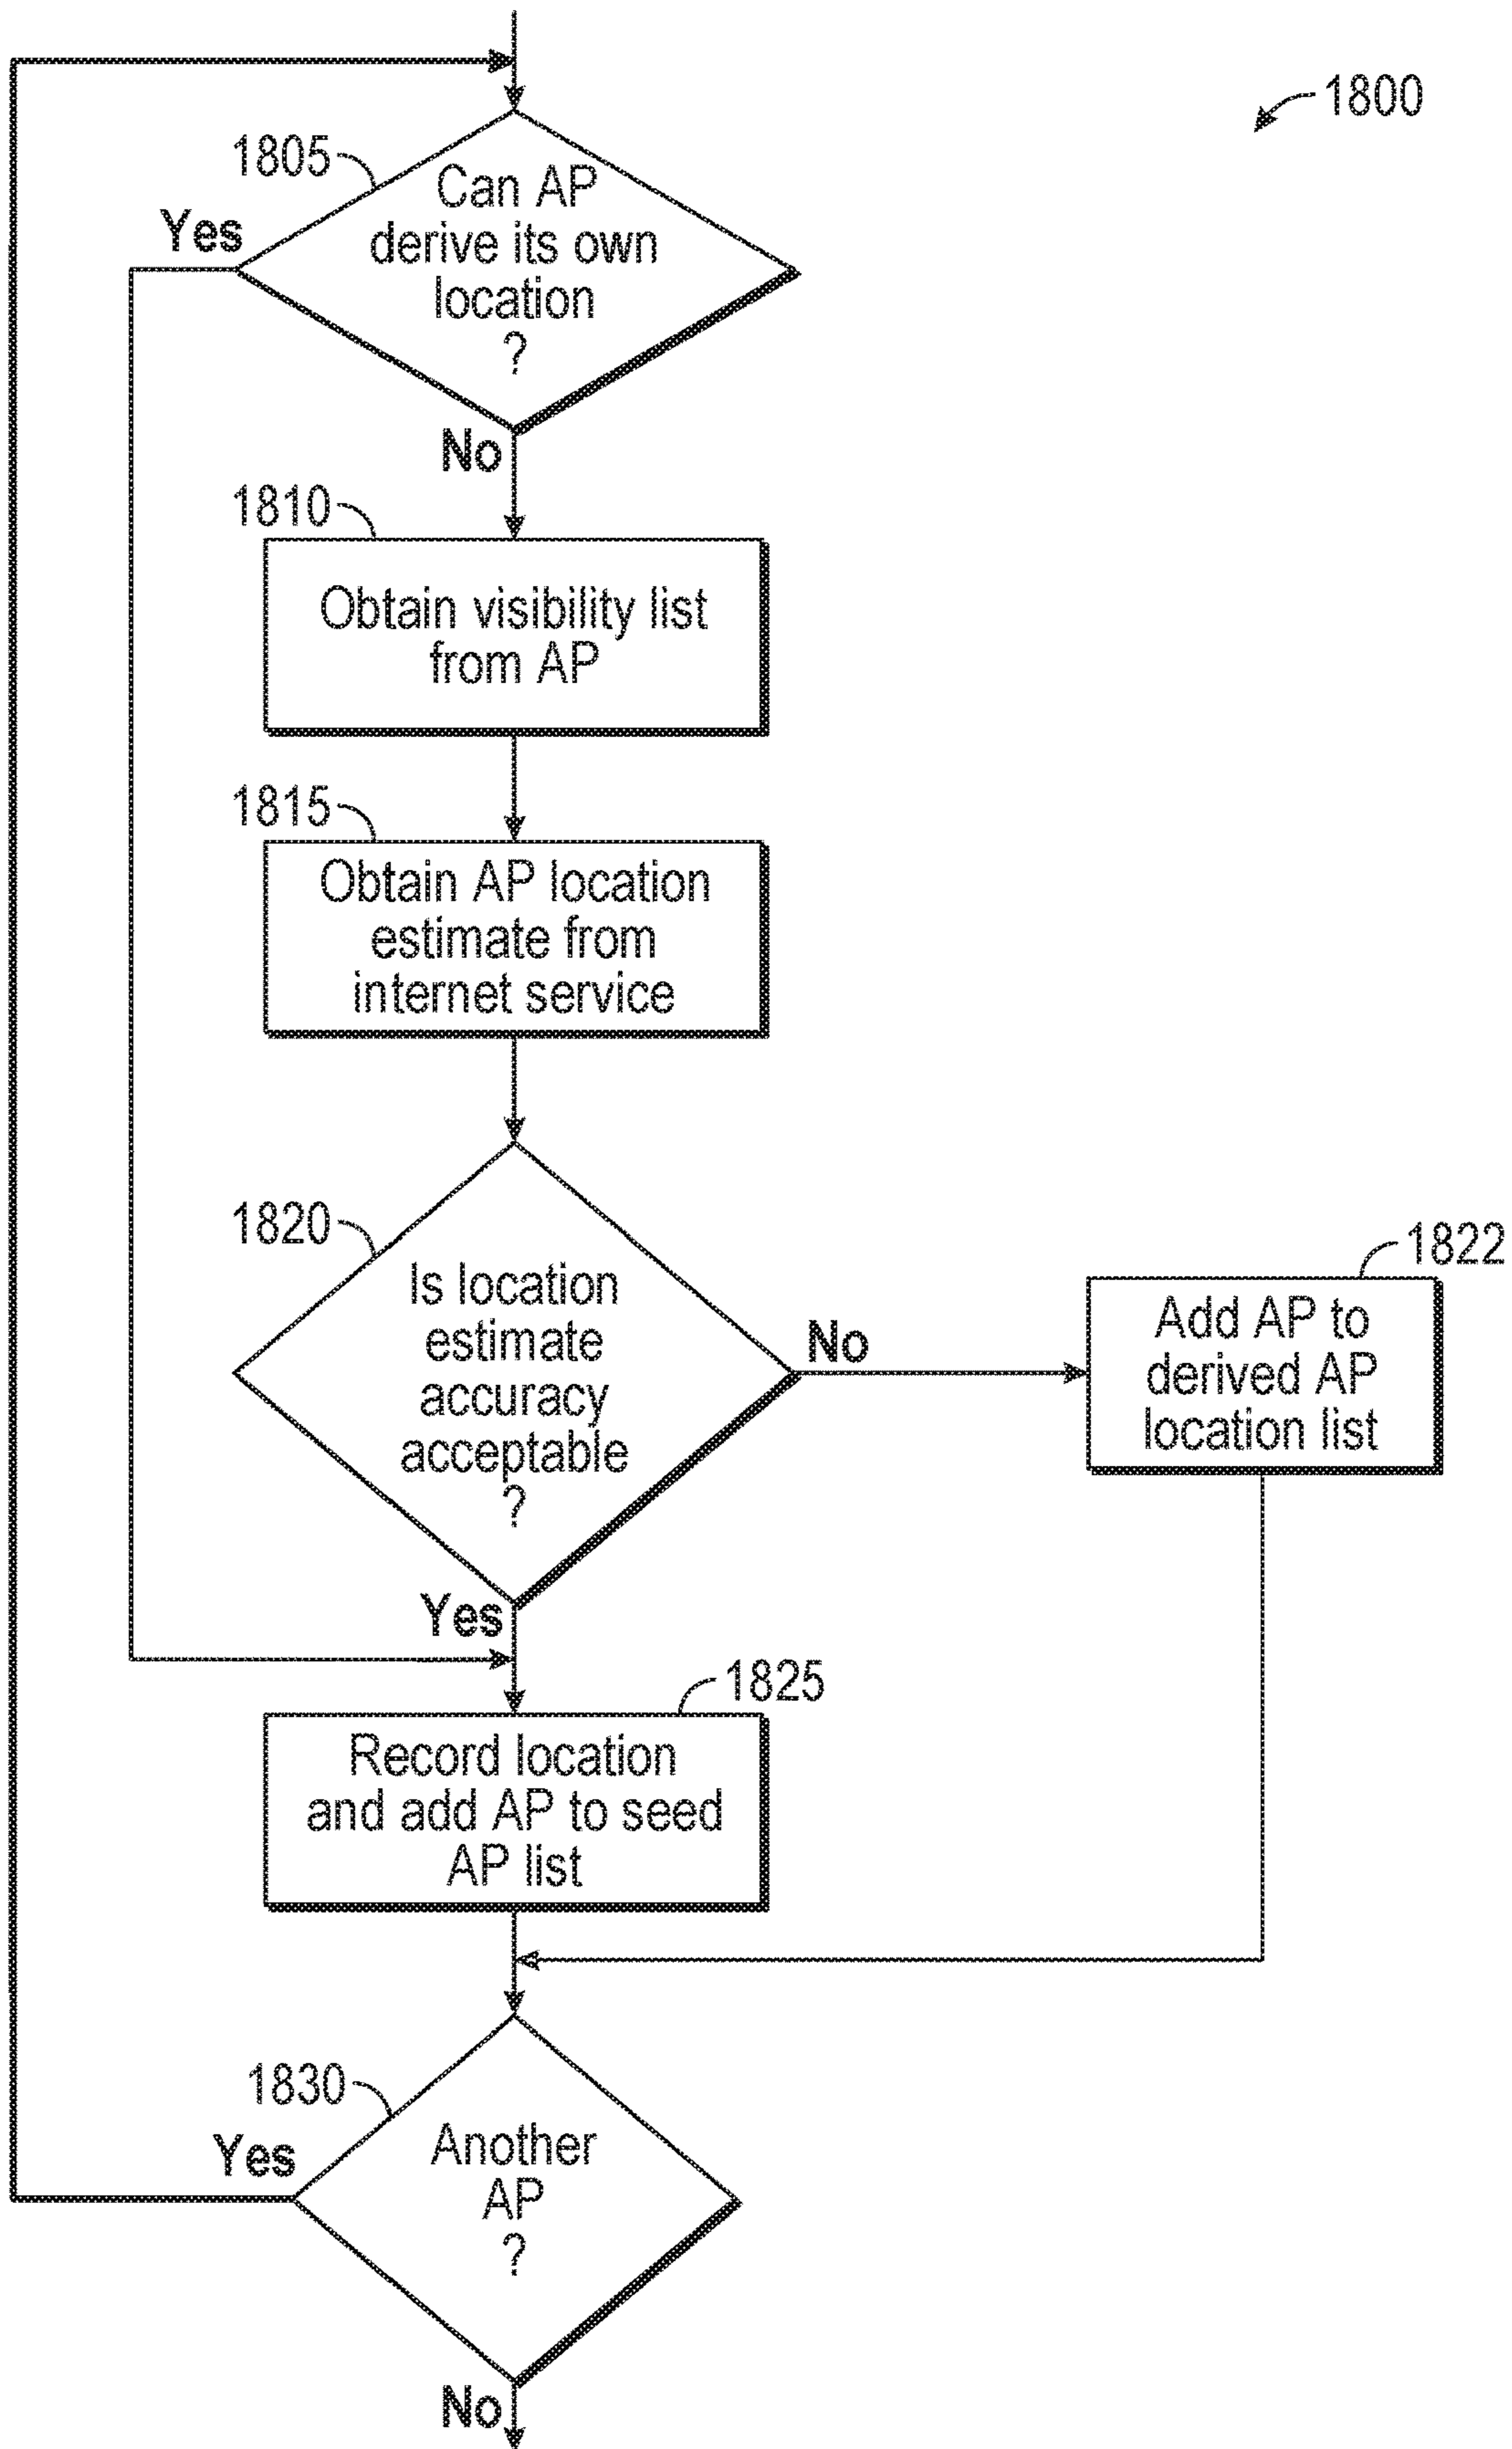 1800
1805
Can AP
derive its own
location
?
Yes
No
1810
Obtain visibility list
from AP
1815
Obtain AP location
estimate from
internet service
1820
Is location
estimate
accuracy
acceptable
?
No
1822
Add AP to
derived AP
location list
Yes
1825
Record location
and add AP to seed
AP list
1830
Another
AP
?
Yes
No